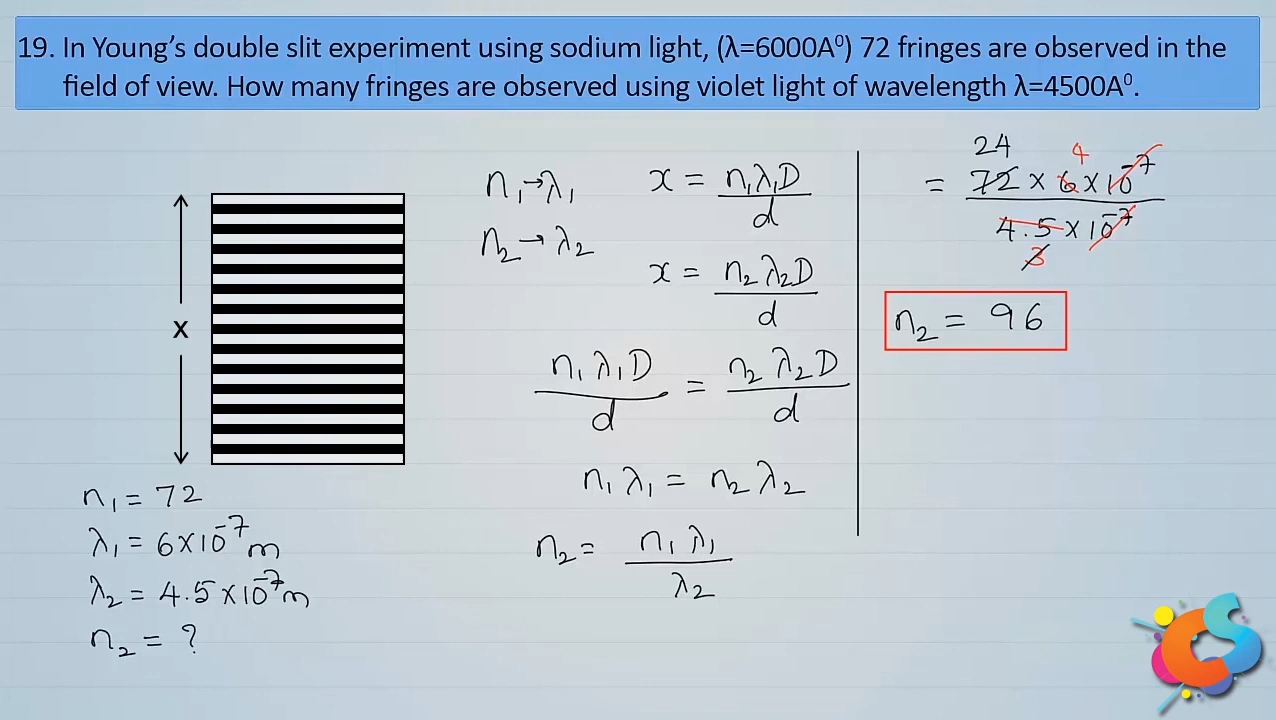 19. In Young's double slit experiment using sodium light, (λ=6000A⁰) 72 fringes are observed in the
field of view. How many fringes are observed using violet light of wavelength λ=4500A⁰.
x
n₁ = 72
λ₁ = 6×10⁻⁷ m
λ₂ = 4.5×10⁻⁷ m
n₂ = ?
n₁→λ₁
n₂→λ₂
x = n₁λ₁D / d
x = n₂λ₂D / d
n₁λ₁D / d = n₂λ₂D / d
n₁λ₁ = n₂λ₂
n₂ = n₁λ₁ / λ₂
24 4
= 72 × 6 × 10⁻⁷ / 4.5 × 10⁻⁷
3
n₂ = 96
CS